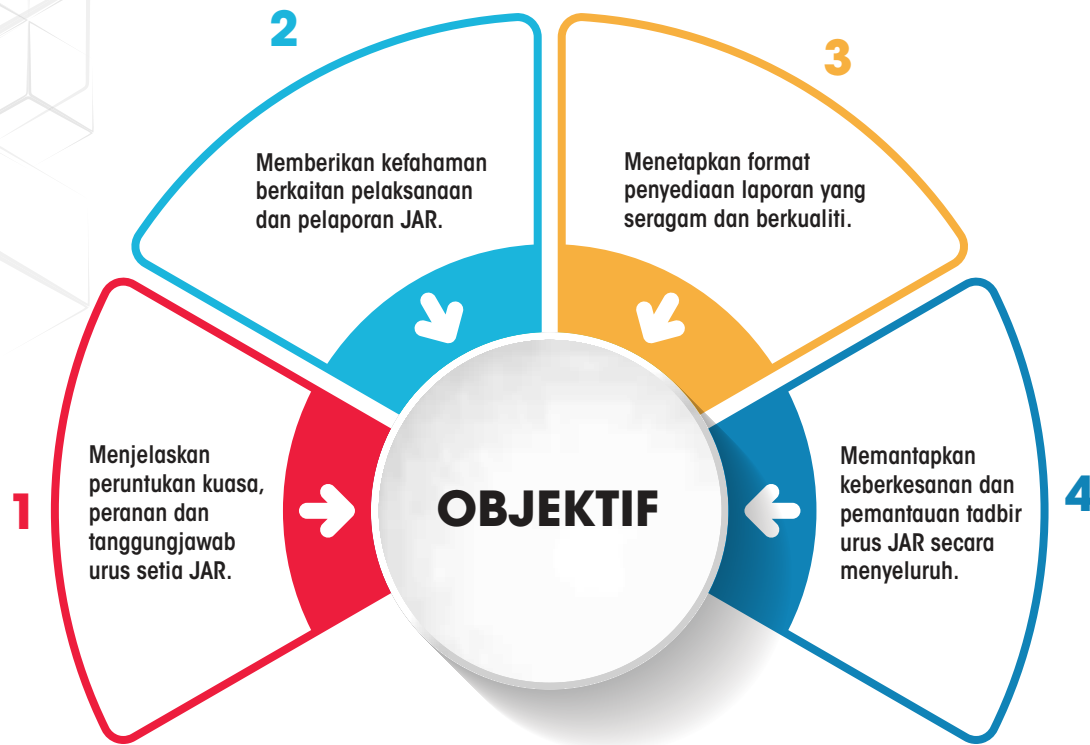 1
Menjelaskan
peruntukan kuasa,
peranan dan
tanggungjawab
urus setia JAR.
2
Memberikan kefahaman
berkaitan pelaksanaan
dan pelaporan JAR.
3
Menetapkan format
penyediaan laporan yang
seragam dan berkualiti.
4
Memantapkan
keberkesanan dan
pemantauan tadbir
urus JAR secara
menyeluruh.
OBJEKTIF